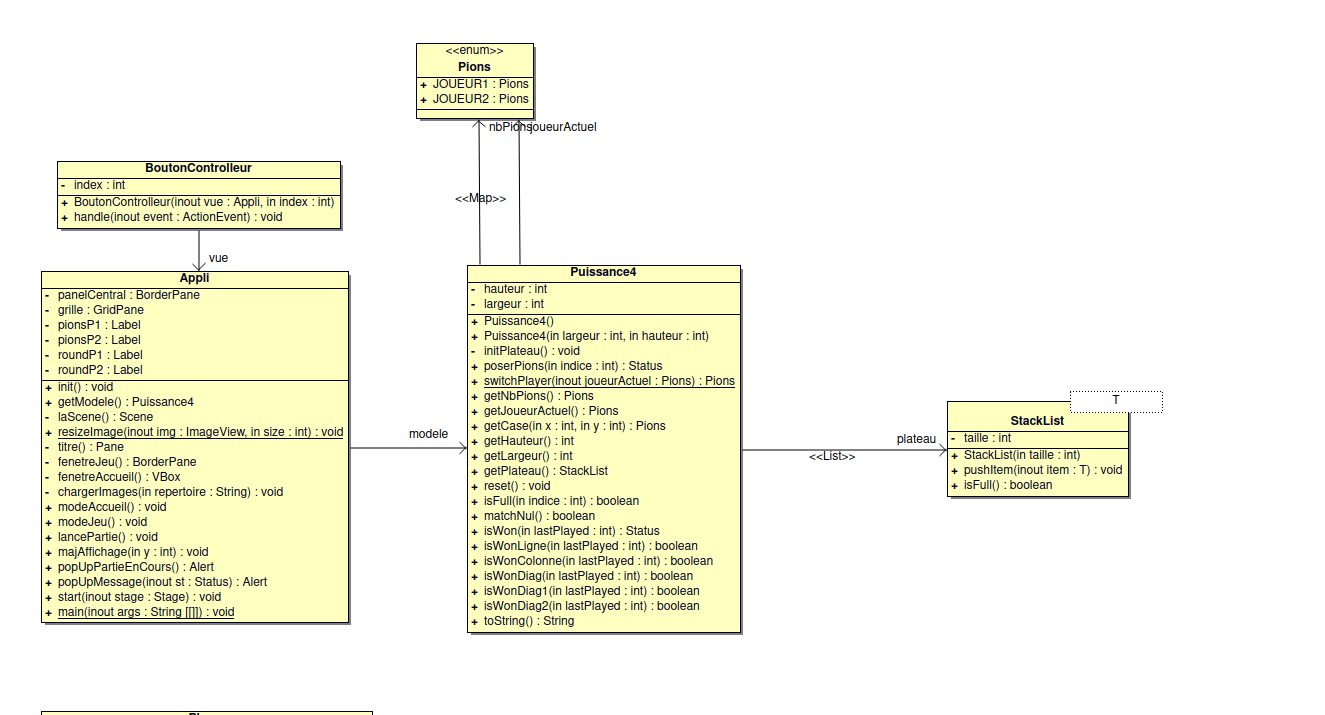 <<enum>>
Pions
+ JOUEUR1 : Pions
+ JOUEUR2 : Pions
nbPions
joueurActuel
<<Map>>
BoutonControlleur
- index : int
+ BoutonControlleur(inout vue : Appli, in index : int)
+ handle(inout event : ActionEvent) : void
vue
Appli
- panelCentral : BorderPane
- grille : GridPane
- pionsP1 : Label
- pionsP2 : Label
- roundP1 : Label
- roundP2 : Label
+ init() : void
+ getModele() : Puissance4
- laScene() : Scene
+ resizeImage(inout img : ImageView, in size : int) : void
- titre() : Pane
- fenetreJeu() : BorderPane
- fenetreAccueil() : VBox
- chargerImages(in repertoire : String) : void
+ modeAccueil() : void
+ modeJeu() : void
+ lancePartie() : void
+ majAffichage(in y : int) : void
+ popUpPartieEnCours() : Alert
+ popUpMessage(inout st : Status) : Alert
+ start(inout stage : Stage) : void
+ main(inout args : String [[]]) : void
modele
Puissance4
- hauteur : int
- largeur : int
+ Puissance4()
+ Puissance4(in largeur : int, in hauteur : int)
- initPlateau() : void
+ poserPions(in indice : int) : Status
+ switchPlayer(inout joueurActuel : Pions) : Pions
+ getNbPions() : Pions
+ getJoueurActuel() : Pions
+ getCase(in x : int, in y : int) : Pions
+ getHauteur() : int
+ getLargeur() : int
+ getPlateau() : StackList
+ reset() : void
+ isFull(in indice : int) : boolean
+ matchNul() : boolean
+ isWon(in lastPlayed : int) : Status
+ isWonLigne(in lastPlayed : int) : boolean
+ isWonColonne(in lastPlayed : int) : boolean
+ isWonDiag(in lastPlayed : int) : boolean
+ isWonDiag1(in lastPlayed : int) : boolean
+ isWonDiag2(in lastPlayed : int) : boolean
+ toString() : String
plateau
<<List>>
T
StackList
- taille : int
+ StackList(in taille : int)
+ pushItem(inout item : T) : void
+ isFull() : boolean